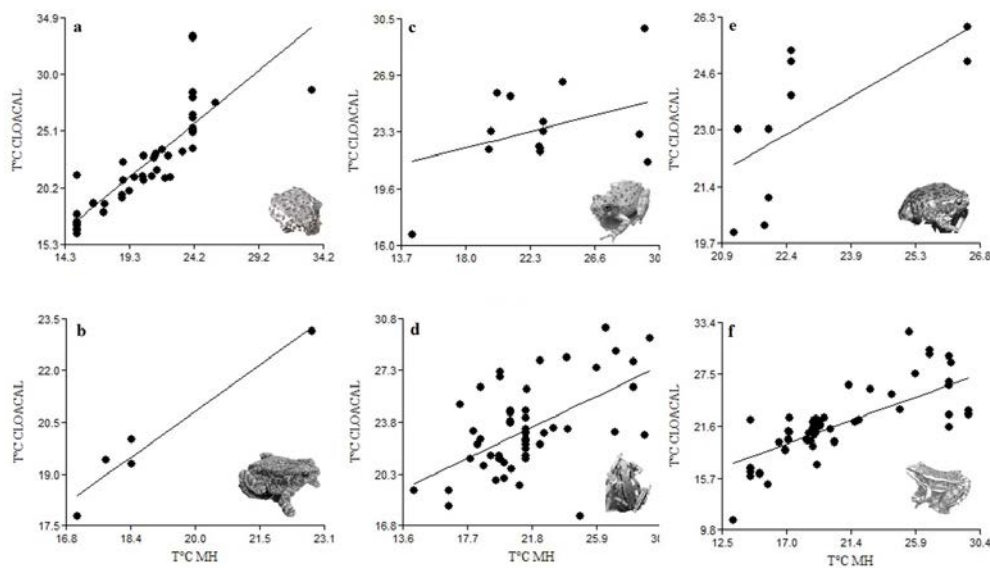 a
34.9
30.0
25.1
20.2
15.3
T°C CLOACAL
14.3 19.3 24.2 29.2 34.2
c
30.5
26.9
23.3
19.6
16.0
T°C CLOACAL
13.7 18.0 22.3 26.6 30
e
26.3
24.6
23.0
21.4
19.7
T°C CLOACAL
20.9 22.4 23.9 25.3 26.8
b
23.5
22.0
20.5
19.0
17.5
T°C CLOACAL
16.8 18.4 20.0 21.5 23.1
T°C MH
d
30.8
27.3
23.8
20.3
16.8
T°C CLOACAL
13.6 17.7 21.8 25.9 30
T°C MH
f
33.4
27.5
21.6
15.7
9.8
T°C CLOACAL
12.5 17.0 21.4 25.9 30.4
T°C MH